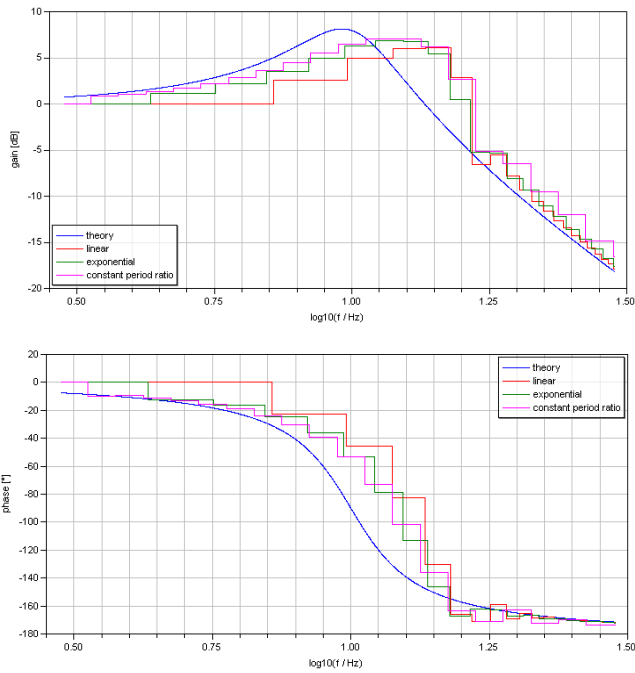 10
5
0
-5
-10
-15
-20
gain [dB]
theory
linear
exponential
constant period ratio
0.50
0.75
1.00
1.25
1.50
log10(f / Hz)
20
0
-20
-40
-60
-80
-100
-120
-140
-160
-180
phase [°]
theory
linear
exponential
constant period ratio
0.50
0.75
1.00
1.25
1.50
log10(f / Hz)